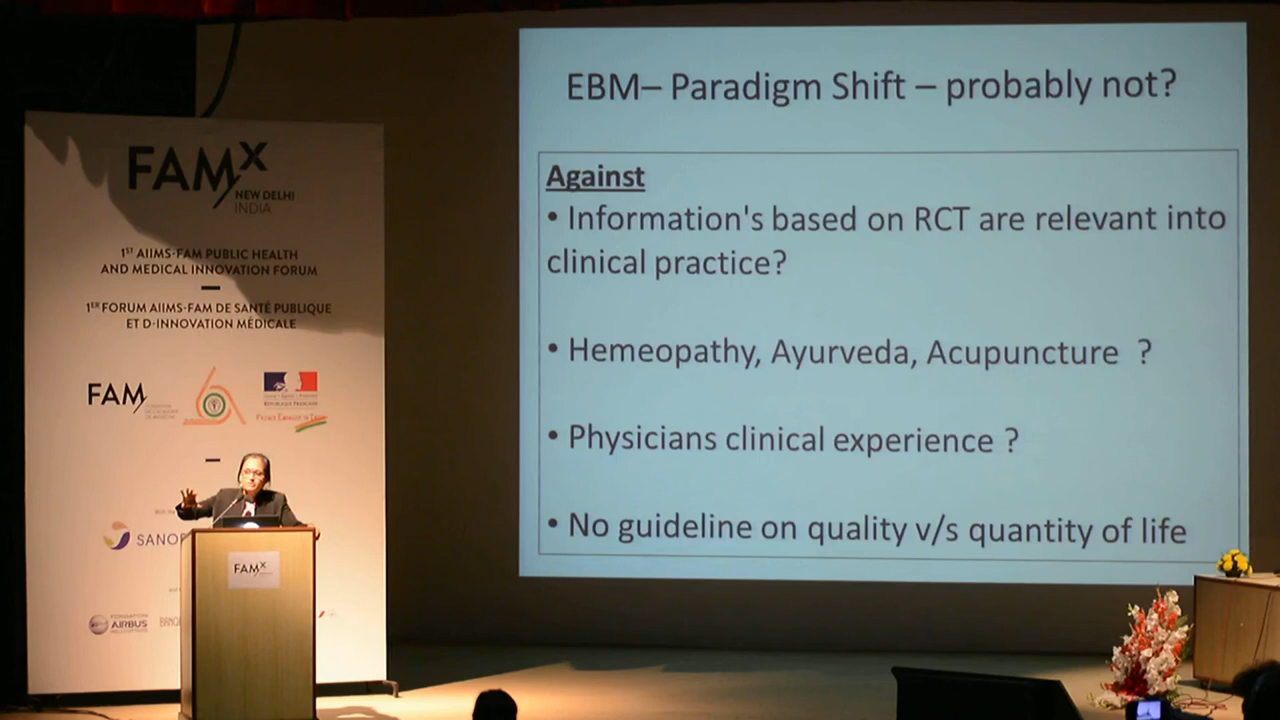 FAMx
NEW DELHI
INDIA
1ST AIIMS-FAM PUBLIC HEALTH
AND MEDICAL INNOVATION FORUM
1ER FORUM AIIMS-FAM DE SANTÉ PUBLIQUE
ET D-INNOVATION MÉDICALE
FAM
SANOF
FONDATION
AIRBUS
FAMx
EBM– Paradigm Shift – probably not?
Against
• Information's based on RCT are relevant into
clinical practice?
• Hemeopathy, Ayurveda, Acupuncture ?
• Physicians clinical experience ?
• No guideline on quality v/s quantity of life